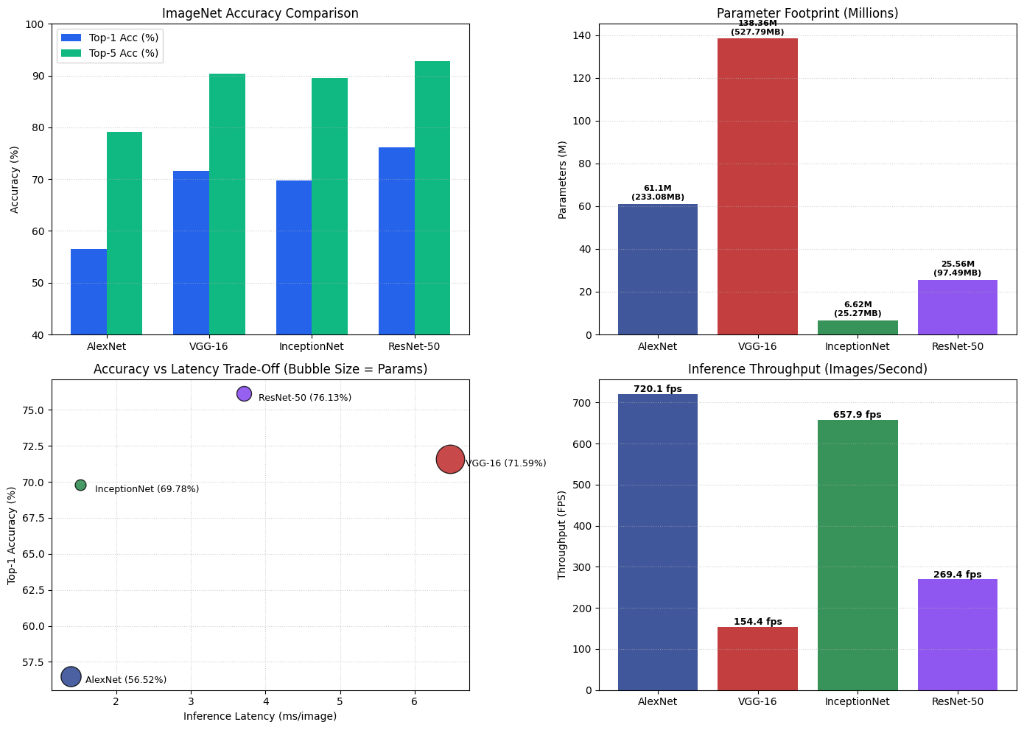 ImageNet Accuracy Comparison
Accuracy (%)
100
90
80
70
60
50
40
Top-1 Acc (%)
Top-5 Acc (%)
AlexNet
VGG-16
InceptionNet
ResNet-50
Parameter Footprint (Millions)
Parameters (M)
140
120
100
80
60
40
20
0
61.1M
(233.08MB)
138.36M
(527.79MB)
6.62M
(25.27MB)
25.56M
(97.49MB)
AlexNet
VGG-16
InceptionNet
ResNet-50
Accuracy vs Latency Trade-Off (Bubble Size = Params)
Top-1 Accuracy (%)
75.0
72.5
70.0
67.5
65.0
62.5
60.0
57.5
ResNet-50 (76.13%)
VGG-16 (71.59%)
InceptionNet (69.78%)
AlexNet (56.52%)
2
3
4
5
6
Inference Latency (ms/image)
Inference Throughput (Images/Second)
Throughput (FPS)
700
600
500
400
300
200
100
0
720.1 fps
154.4 fps
657.9 fps
269.4 fps
AlexNet
VGG-16
InceptionNet
ResNet-50